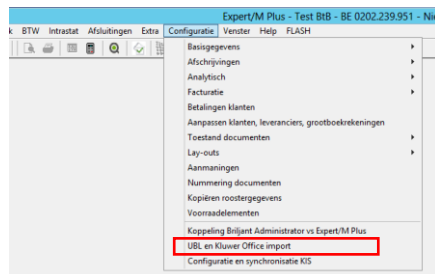 Expert/M Plus - Test BtB - BE 0202.239.951 - Ni
k BTW Intrastat Afsluitingen Extra Configuratie Venster Help FLASH
Basisgegevens
Afschrijvingen
Analytisch
Facturatie
Betalingen klanten
Aanpassen klanten, leveranciers, grootboekrekeningen
Toestand documenten
Lay-outs
Aanmaningen
Nummering documenten
Kopiëren roostergegevens
Voorraadelementen
Koppeling Briljant Administrator vs Expert/M Plus
UBL en Kluwer Office import
Configuratie en synchronisatie KIS